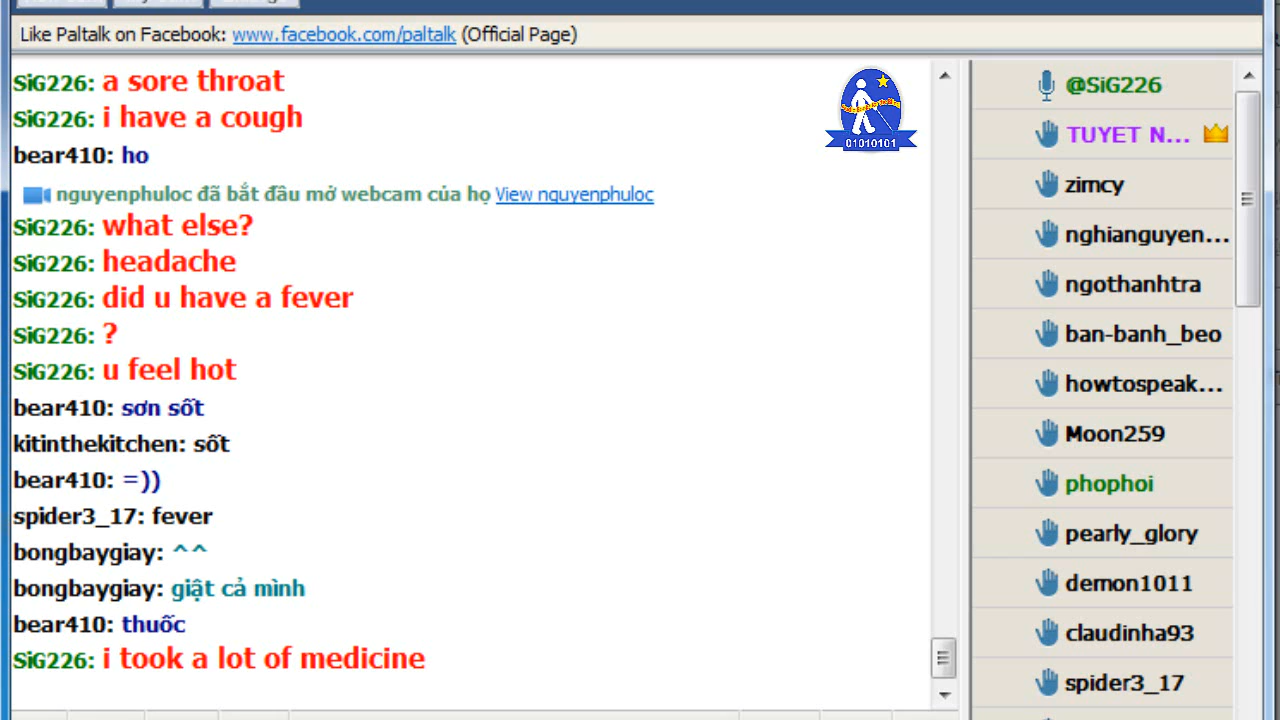 Like Paltalk on Facebook: www.facebook.com/paltalk (Official Page)
SiG226: a sore throat
SiG226: i have a cough
bear410: ho
nguyenphuloc đã bắt đầu mở webcam của họ View nguyenphuloc
SiG226: what else?
SiG226: headache
SiG226: did u have a fever
SiG226: ?
SiG226: u feel hot
bear410: sơn sốt
kitinthekitchen: sốt
bear410: =))
spider3_17: fever
bongbaygiay: ^^
bongbaygiay: giật cả mình
bear410: thuốc
SiG226: i took a lot of medicine
01010101
@SiG226
TUYET N...
zimcy
nghianguyen...
ngothanhtra
ban-banh_beo
howtospeak...
Moon259
phophoi
pearly_glory
demon1011
claudinha93
spider3_17